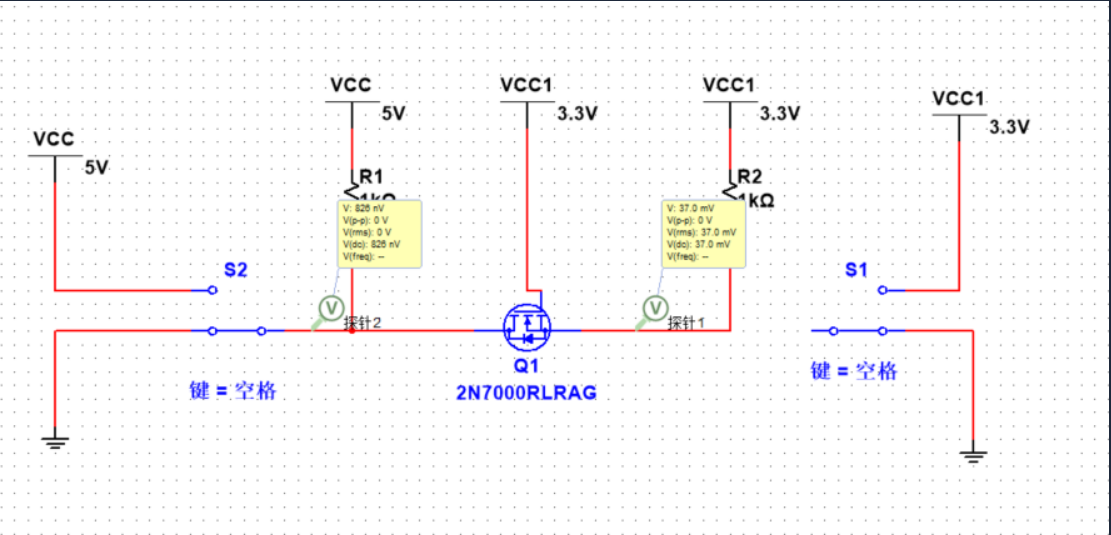 VCC
5V
VCC
5V
R1
1kΩ
V: 826 nV
V(p-p): 0 V
V(rms): 0 V
V(dc): 826 nV
V(freq): --
VCC1
3.3V
VCC1
3.3V
R2
1kΩ
V: 37.0 mV
V(p-p): 0 V
V(rms): 37.0 mV
V(dc): 37.0 mV
V(freq): --
VCC1
3.3V
S2
键 = 空格
V
探针2
Q1
2N7000RLRAG
V
探针1
S1
键 = 空格